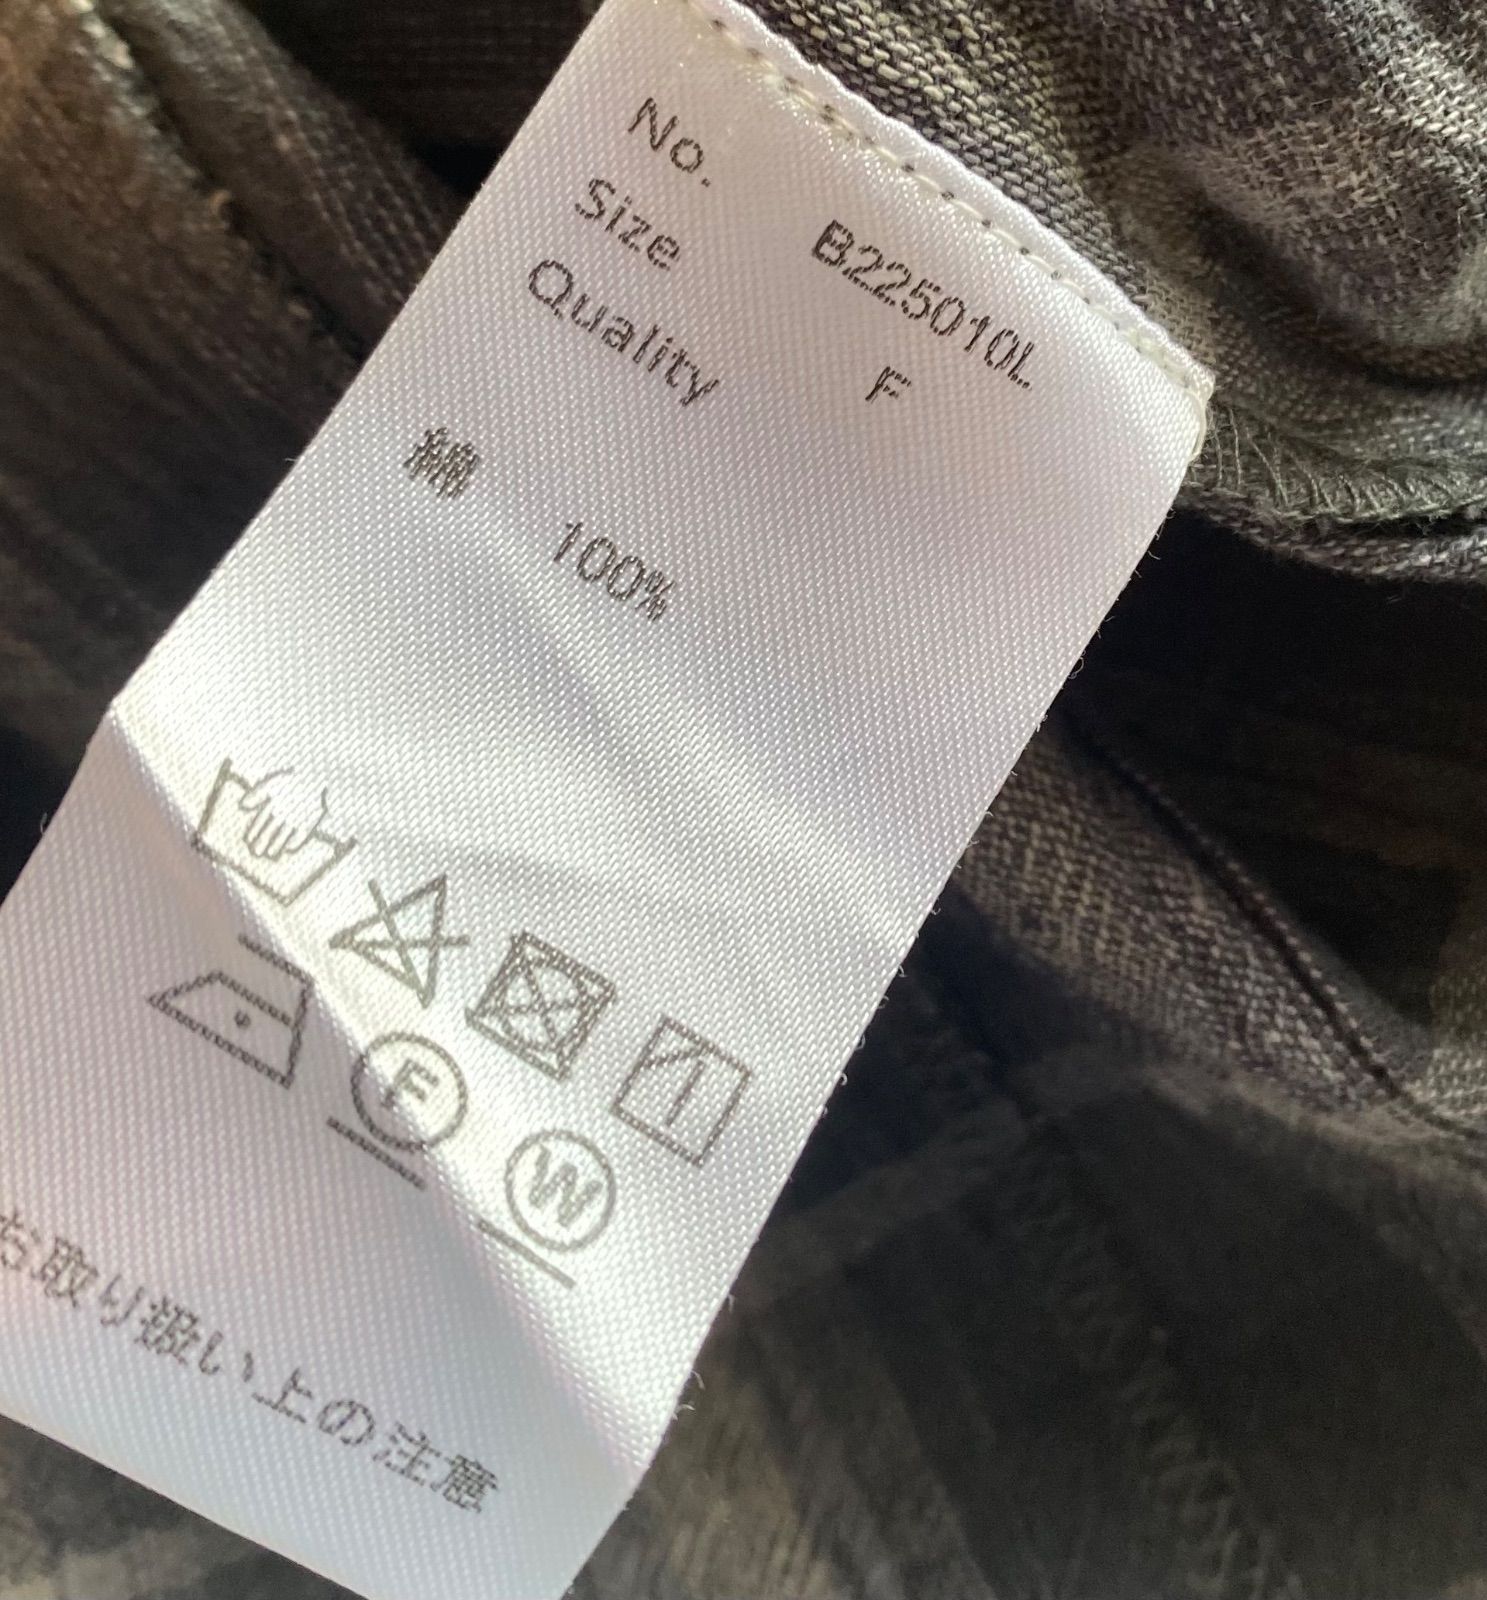 No. B225010L
Size F
Quality
綿 100%
F
W
お取り扱い上の注意